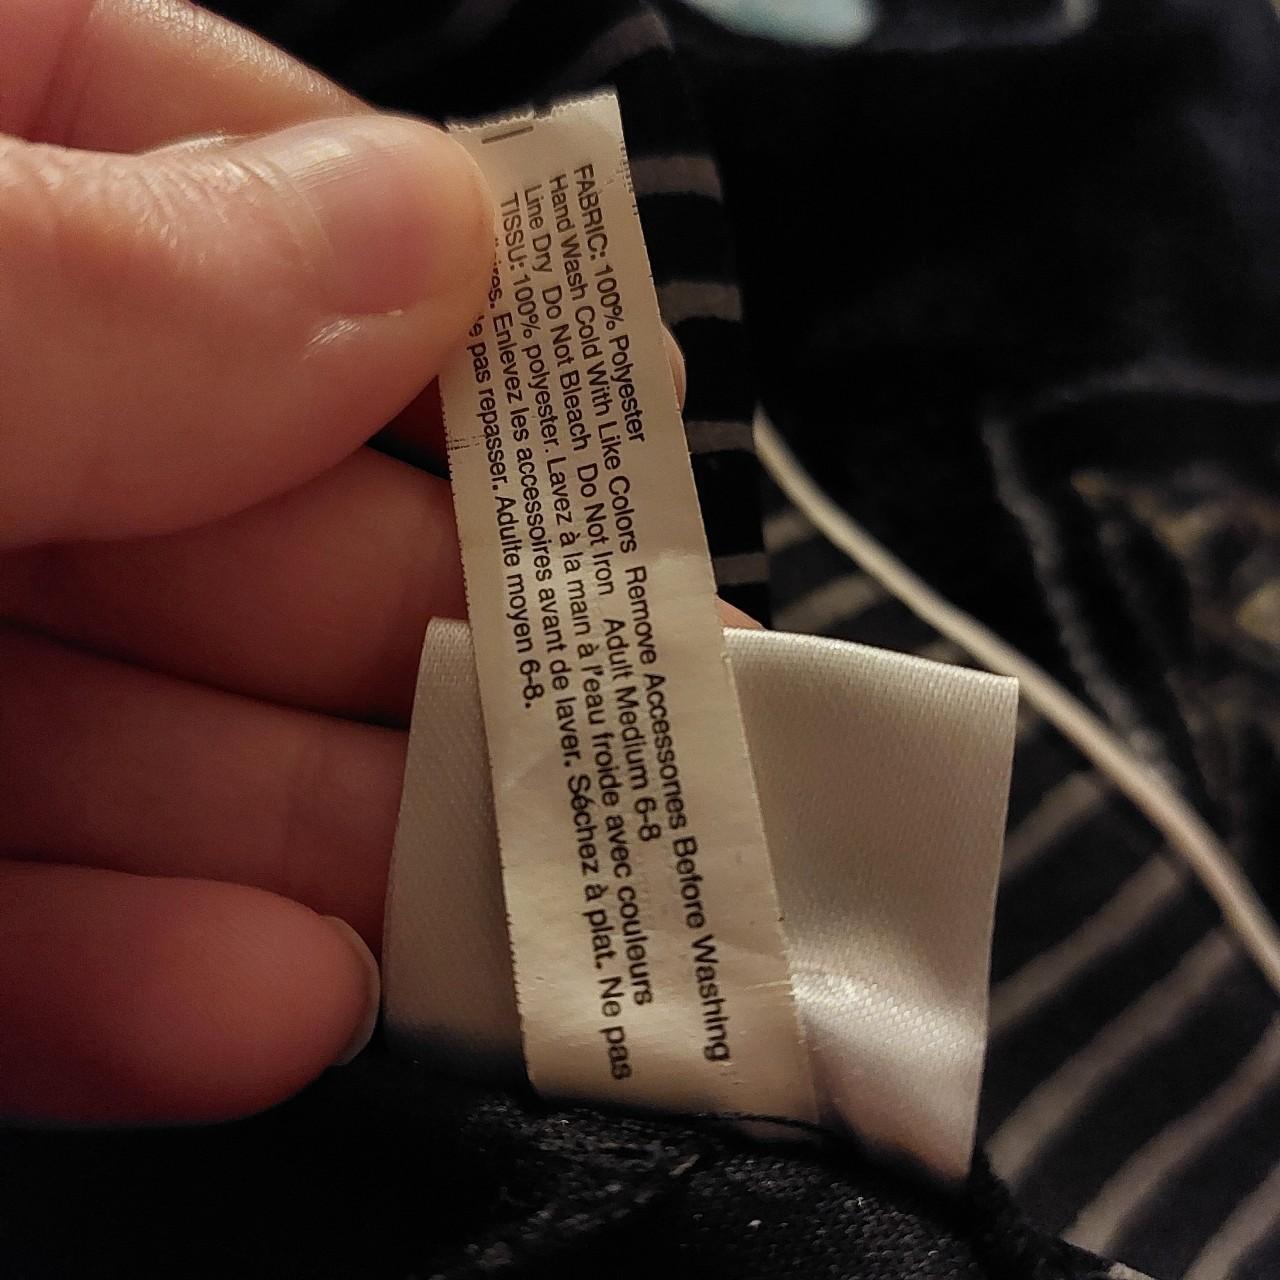 FABRIC: 100% Polyester
Hand Wash Cold With Like Colors Remove Accessories Before Washing
Line Dry Do Not Bleach Do Not Iron Adult Medium 6-8
TISSU: 100% polyester. Lavez à la main à l'eau froide avec couleurs
Enlevez les accessoires avant de laver. Séchez à plat. Ne pas
pas repasser. Adulte moyen 6-8.